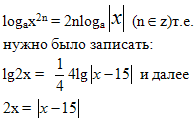 logₐx²ⁿ = 2nlogₐ|x| (n∈z)т.е.
нужно было записать:
lg2x = 1/4 4lg|x−15| и далее
2x = |x−15|